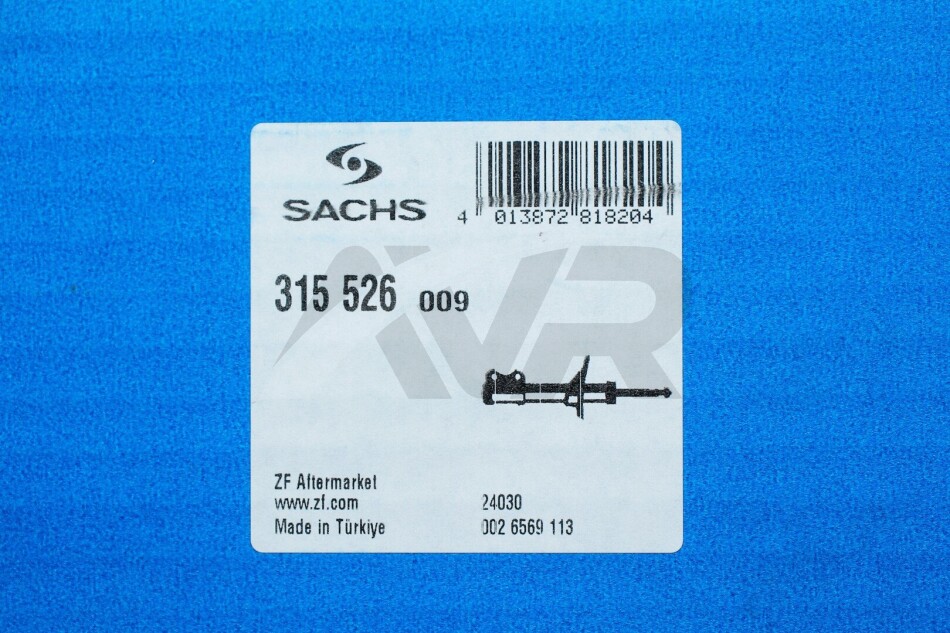 SACHS
4 013872 818204
315 526 009
AVR
ZF Aftermarket
www.zf.com
Made in Türkiye
24030
002 6569 113